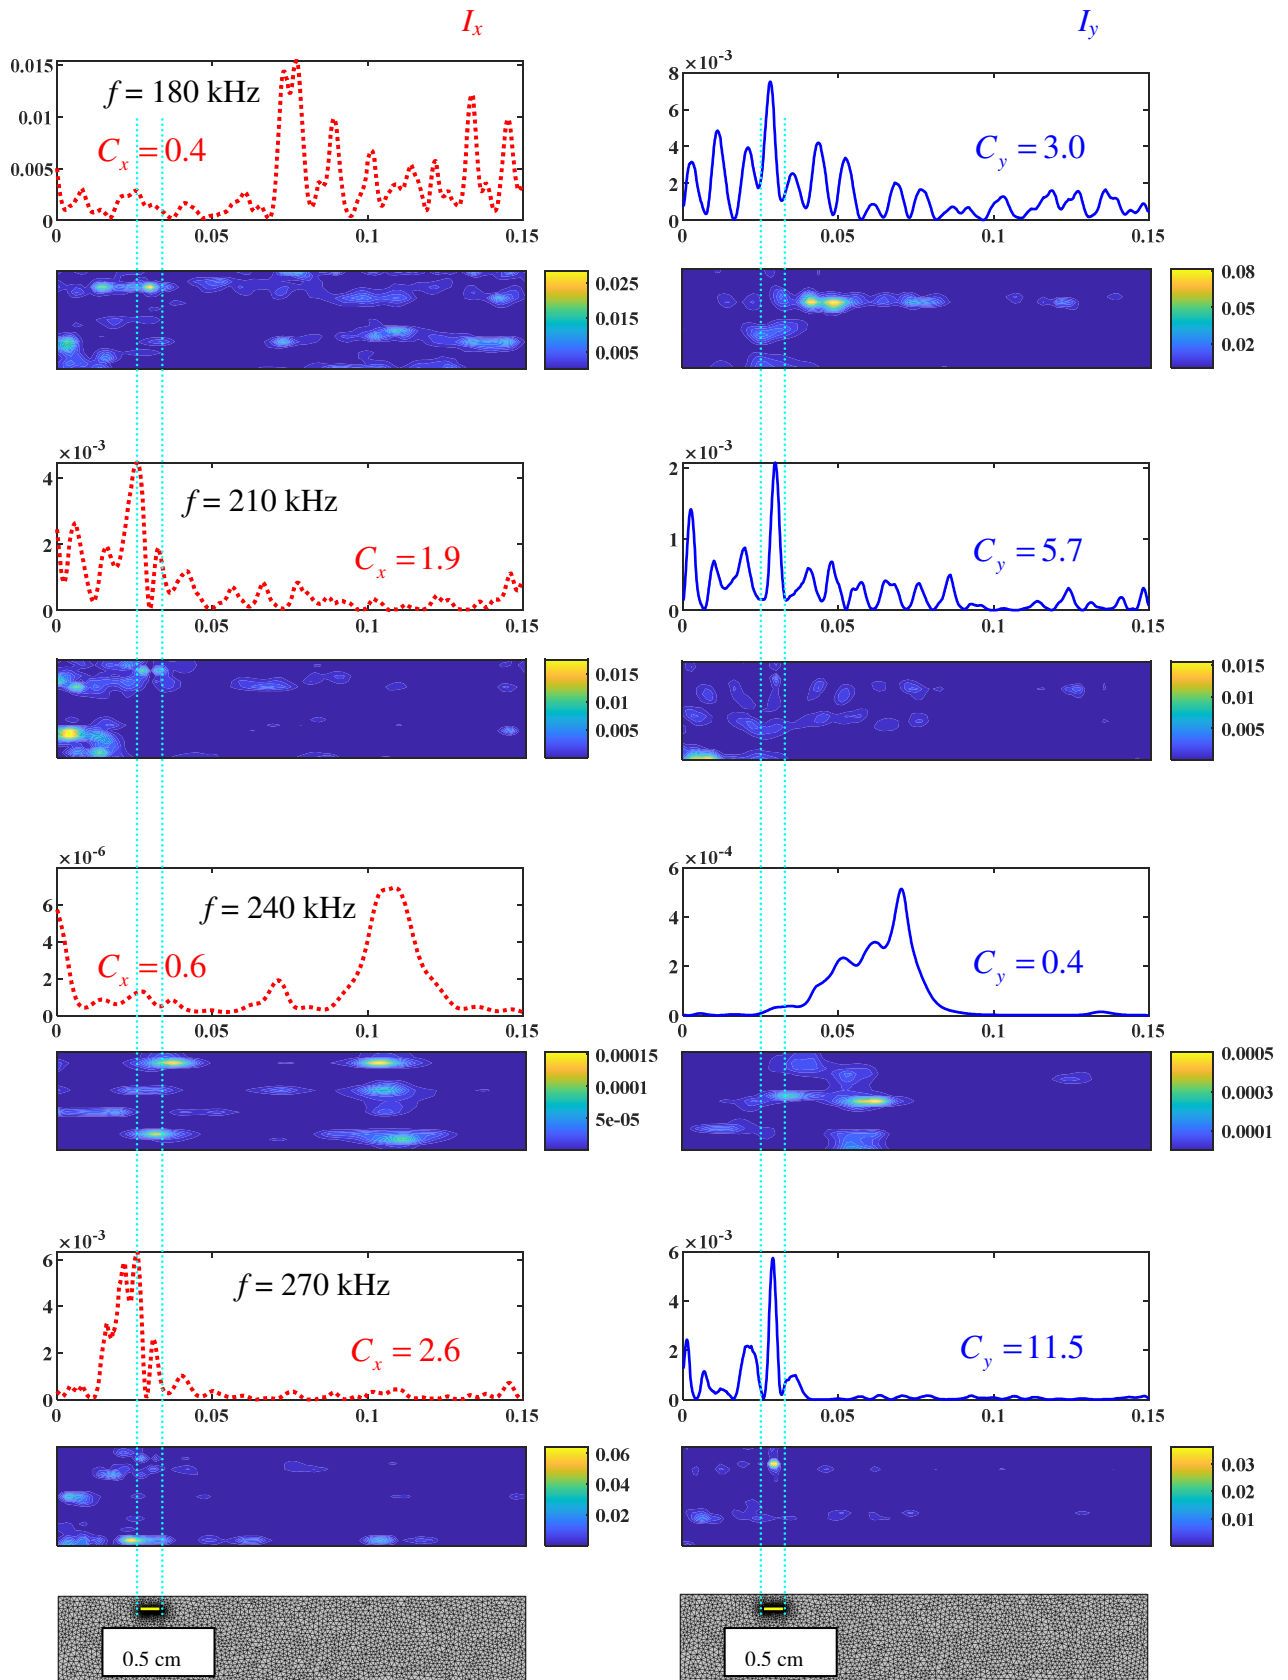 I_x
I_y
0.015
0.01
0.005
0
f = 180 kHz
C_x = 0.4
0 0.05 0.1 0.15
×10^-3
8
6
4
2
0
C_y = 3.0
0 0.05 0.1 0.15
0.025
0.015
0.005
0.08
0.05
0.02
×10^-3
4
2
0
f = 210 kHz
C_x = 1.9
0 0.05 0.1 0.15
×10^-3
2
1
0
C_y = 5.7
0 0.05 0.1 0.15
0.015
0.01
0.005
0.015
0.01
0.005
×10^-6
6
4
2
0
f = 240 kHz
C_x = 0.6
0 0.05 0.1 0.15
×10^-4
6
4
2
0
C_y = 0.4
0 0.05 0.1 0.15
0.00015
0.0001
5e-05
0.0005
0.0003
0.0001
×10^-3
6
4
2
0
f = 270 kHz
C_x = 2.6
0 0.05 0.1 0.15
×10^-3
6
4
2
0
C_y = 11.5
0 0.05 0.1 0.15
0.06
0.04
0.02
0.03
0.02
0.01
0.5 cm
0.5 cm